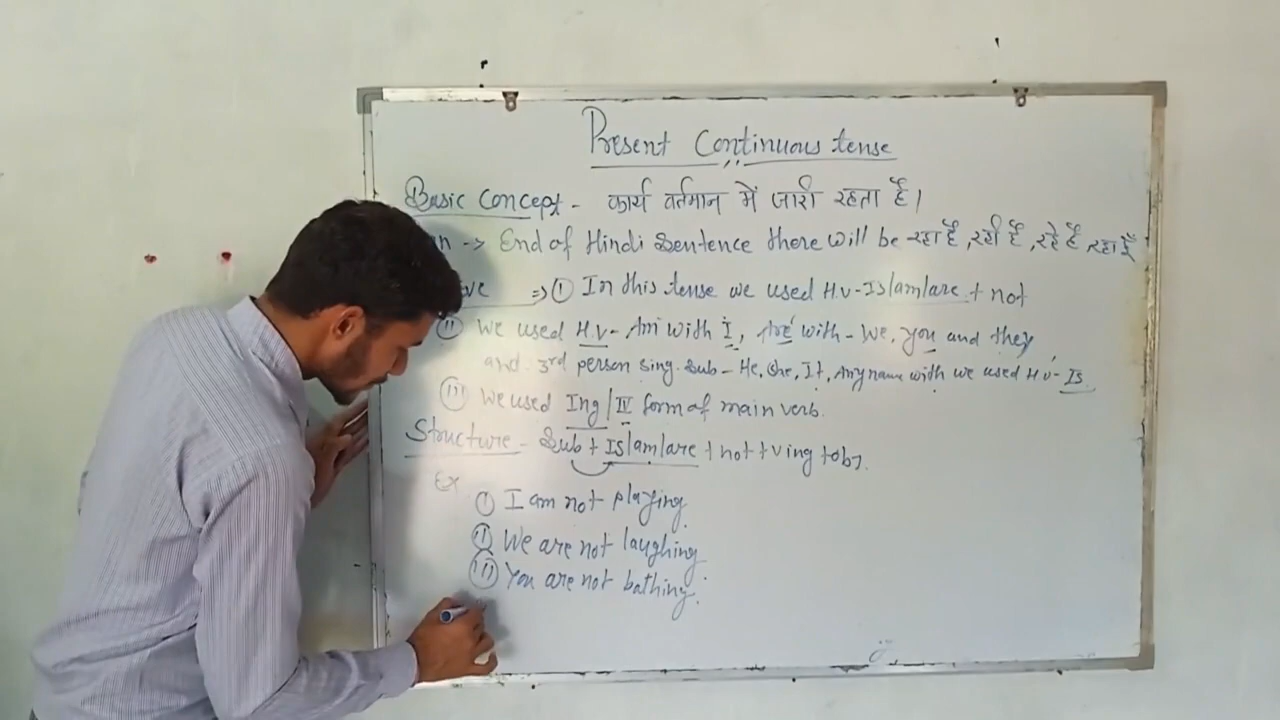 Present Continuous tense
Basic Concept - कार्य वर्तमान में जारी रहता है।
-> End of Hindi Sentence there will be रहा है, रही है, रहे है, रहा हूँ
=> (I) In this tense we used H.V - Is/am/are + not
(II) We used H.V - Am with I, Are with - We, You and they
and 3rd person sing. Sub - He, She, It, Any name with we used H.V - Is
(III) We used Ing/IV form of main verb.
Structure - Sub + Is/am/are + not + ving + obj.
Ex.
(I) I am not playing
(II) We are not laughing
(III) You are not bathing.